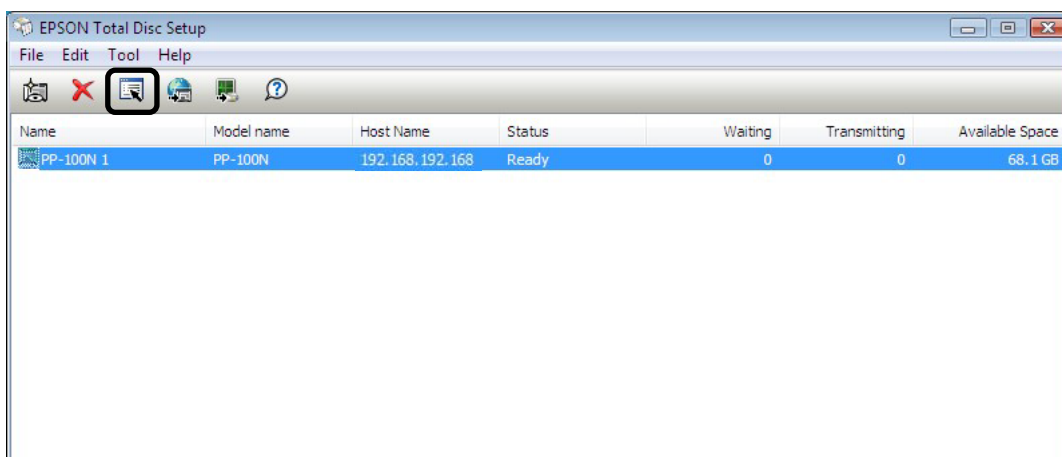 EPSON Total Disc Setup
File Edit Tool Help
Name Model name Host Name Status Waiting Transmitting Available Space
PP-100N 1 PP-100N 192.168.192.168 Ready 0 0 68.1 GB